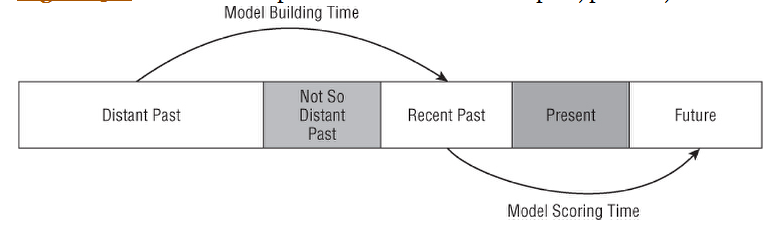 Model Building Time
Distant Past
Not So
Distant
Past
Recent Past
Present
Future
Model Scoring Time